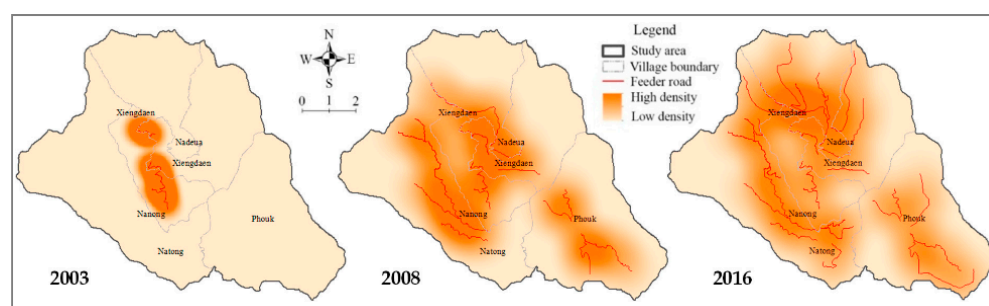 N
W E
S
0 1 2
Legend
Study area
Village boundary
Feeder road
High density
Low density
Xiengdaen
Nadeua
Xiengdaen
Nanong
Phouk
Natong
2003
Xiengdaen
Nadeua
Xiengdaen
Nanong
Phouk
Natong
2008
Xiengdaen
Nadeua
Xiengdaen
Nanong
Phouk
Natong
2016